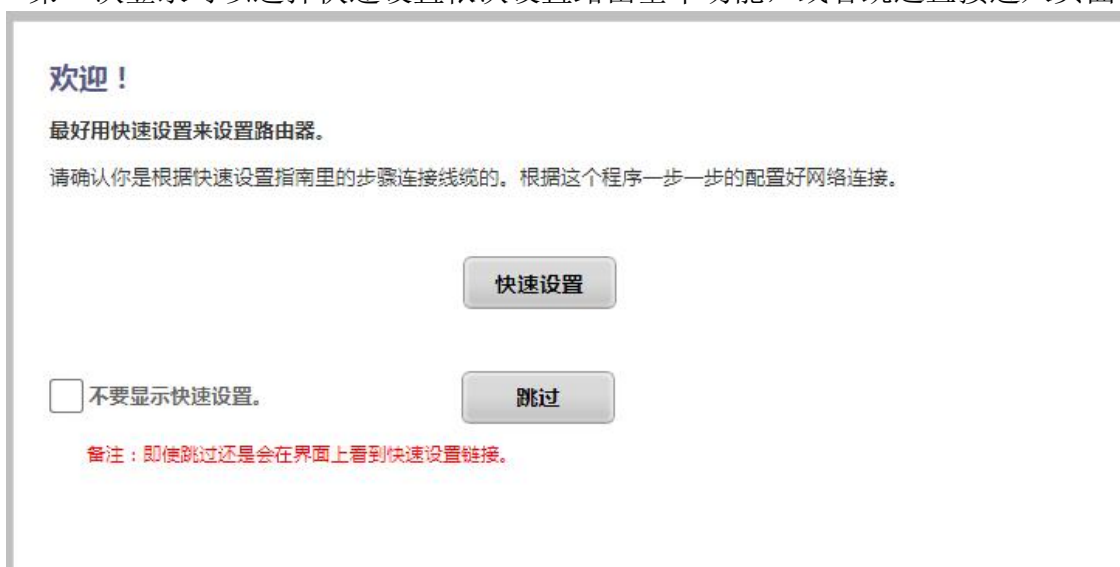 欢迎！
最好用快速设置来设置路由器。
请确认你是根据快速设置指南里的步骤连接线缆的。根据这个程序一步一步的配置好网络连接。
快速设置
不要显示快速设置。
跳过
备注：即使跳过还是会在界面上看到快速设置链接。